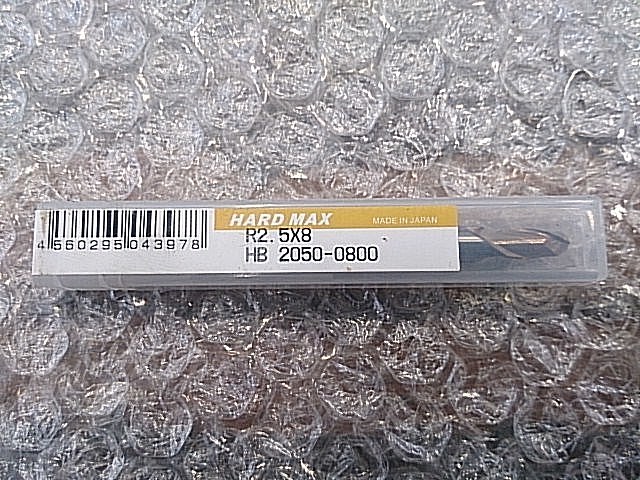 HARD MAX MADE IN JAPAN
R2.5X8
HB 2050-0800
4560295043978